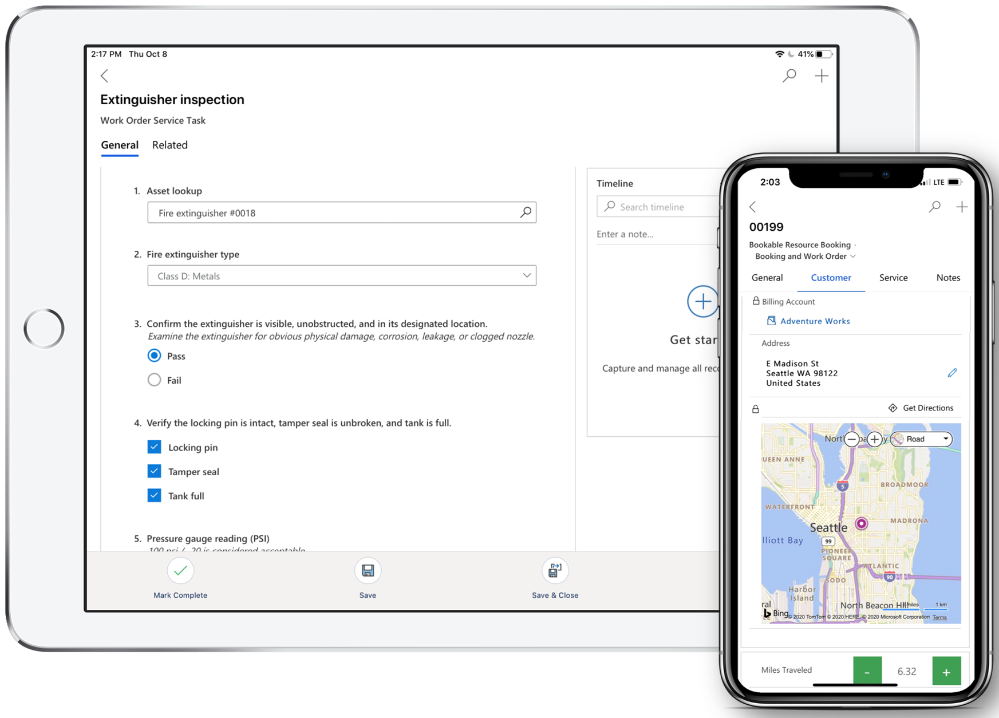 2:17 PM Thu Oct 8
41%
Extinguisher inspection
Work Order Service Task
General Related
1. Asset lookup
Fire extinguisher #0018
2. Fire extinguisher type
Class D: Metals
3. Confirm the extinguisher is visible, unobstructed, and in its designated location.
Examine the extinguisher for obvious physical damage, corrosion, leakage, or clogged nozzle.
Pass
Fail
4. Verify the locking pin is intact, tamper seal is unbroken, and tank is full.
Locking pin
Tamper seal
Tank full
5. Pressure gauge reading (PSI)
100 psi / 20 is considered acceptable
Mark Complete
Save
Save & Close
Timeline
Search timeline
Enter a note...
Get star
Capture and manage all rec
2:03
LTE
00199
Bookable Resource Booking ·
Booking and Work Order
General Customer Service Notes
Billing Account
Adventure Works
Address
E Madison St
Seattle WA 98122
United States
Get Directions
Road
UEEN ANNE
5
BROADMOOR
WATERFRONT
MADRONA
Seattle
lliott Bay
99
PIONEER
SQUARE
ATLANTIC
90
SODO
Harbor
Island
North Beacon Hill
miles
1 km
ral
Bing
© 2020 TomTom © 2020 HERE, © 2020 Microsoft Corporation Terms
Miles Traveled
- 6.32 +